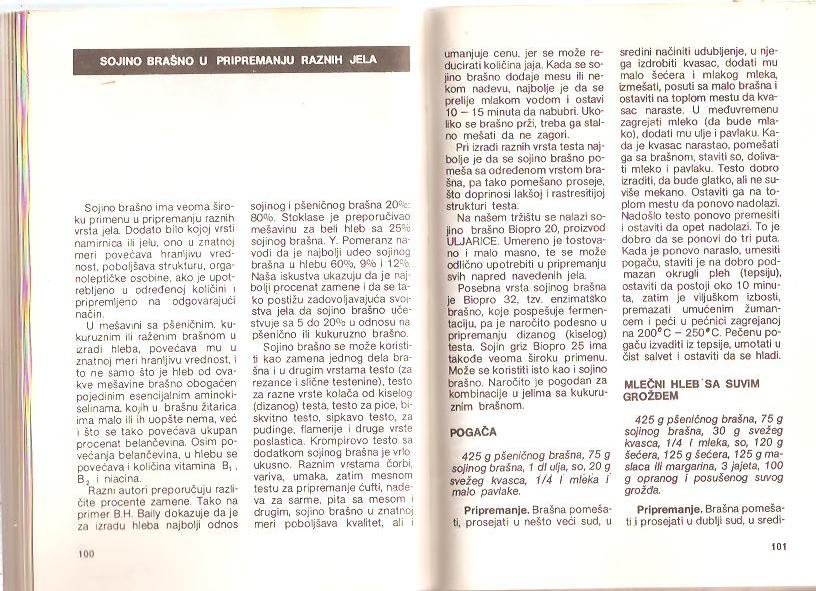 SOJINO BRAŠNO U PRIPREMANJU RAZNIH JELA
Sojino brašno ima veoma širo-
ku primenu u pripremanju raznih
vrsta jela. Dodato bilo kojoj vrsti
namirnica ili jelu, ono u znatnoj
meri povećava hranljivu vred-
nost, poboljšava strukturu, orga-
noleptičke osobine, ako je upot-
rebljeno u određenoj količini i
pripremljeno na odgovarajući
način.
U mešavini sa pšeničnim, ku-
kuruznim ili raženim brašnom u
izradi hleba, povećava mu u
znatnoj meri hranljivu vrednost, i
to ne samo što je hleb od ova-
kve mešavine brašno obogaćen
pojedinim esencijalnim aminoki-
selinama, kojih u brašnu žitarica
ima malo ili ih uopšte nema, već
i što se tako povećava ukupan
procenat belančevina. Osim po-
većanja belančevina, u hlebu se
povećava i količina vitamina B₁,
B₂ i niacina.
Razni autori preporučuju razli-
čite procente zamene. Tako na
primer B.H. Baily dokazuje da je
za izradu hleba najbolji odnos
100
sojinog i pšeničnog brašna 20%:
80%. Stoklase je preporučivao
mešavinu za beli hleb sa 25%
sojinog brašna. Y. Pomeranz na-
vodi da je najbolji udeo sojinog
brašna u hlebu 60%, 9% i 12%.
Naša iskustva ukazuju da je naj-
bolji procenat zamene i da se ta-
ko postižu zadovoljavajuća svoj-
stva jela da sojino brašno uče-
stvuje sa 5 do 20% u odnosu na
pšenično ili kukuruzno brašno.
Sojino brašno se može koristi-
ti kao zamena jednog dela bra-
šna i u drugim vrstama testo (za
rezance i slične testenine), testo
za razne vrste kolača od kiselog
(dizanog) testa, testo za pice, bi-
skvitno testo, sipkavo testo, za
pudinge, flamerije i druge vrste
poslastica. Krompirovo testo sa
dodatkom sojinog brašna je vrlo
ukusno. Raznim vrstama čorbi,
variva, umaka, zatim mesnom
testu za pripremanje ćufti, nade-
va za sarme, pita sa mesom i
drugim, sojino brašno u znatnoj
meri poboljšava kvalitet, ali i
umanjuje cenu, jer se može re-
ducirati količina jaja. Kada se so-
jino brašno dodaje mesu ili ne-
kom nadevu, najbolje je da se
prelije mlakom vodom i ostavi
10 – 15 minuta da nabubri. Uko-
liko se brašno prži, treba ga stal-
no mešati da ne zagori.
Pri izradi raznih vrsta testa naj-
bolje je da se sojino brašno po-
meša sa određenom vrstom bra-
šna, pa tako pomešano proseje,
što doprinosi lakšoj i rastresitijoj
strukturi testa.
Na našem tržištu se nalazi so-
jino brašno Biopro 20, proizvod
ULJARICE. Umereno je tostova-
no i malo masno, te se može
odlično upotrebiti u pripremanju
svih napred navedenih jela.
Posebna vrsta sojinog brašna
je Biopro 32, tzv. enzimatško
brašno, koje pospešuje fermen-
taciju, pa je naročito podesno u
pripremanju dizanog (kiselog)
testa. Sojin griz Biopro 25 ima
takođe veoma široku primenu.
Može se koristiti isto kao i sojino
brašno. Naročito je pogodan za
kombinacije u jelima sa kukuru-
znim brašnom.
POGAČA
425 g pšeničnog brašna, 75 g
sojinog brašna, 1 dl ulja, so, 20 g
svežeg kvasca, 1/4 l mleka i
malo pavlake.
Pripremanje. Brašna pomeša-
ti, prosejati u nešto veći sud, u
sredini načiniti udubljenje, u nje-
ga izdrobiti kvasac, dodati mu
malo šećera i mlakog mleka,
izmešati, posuti sa malo brašna i
ostaviti na toplom mestu da kva-
sac naraste. U međuvremenu
zagrejati mleko (da bude mla-
ko), dodati mu ulje i pavlaku. Ka-
da je kvasac narastao, pomešati
ga sa brašnom, staviti so, doliva-
ti mleko i pavlaku. Testo dobro
izraditi, da bude glatko, ali ne su-
više mekano. Ostaviti ga na to-
plom mestu da ponovo nadolazi.
Nadošlo testo ponovo premesiti
i ostaviti da opet nadolazi. To je
dobro da se ponovi do tri puta.
Kada je ponovo naraslo, umesiti
pogaču, staviti je na dobro pod-
mazan okrugli pleh (tepsiju),
ostaviti da postoji oko 10 minu-
ta, zatim je viljuškom izbosti,
premazati umućenim žuman-
cem i peći u pećnici zagrejanoj
na 200°C – 250°C. Pečenu po-
gaču izvaditi iz tepsije, umotati u
čist salvet i ostaviti da se hladi.
MLEČNI HLEB SA SUVIM
GROŽĐEM
425 g pšeničnog brašna, 75 g
sojinog brašna, 30 g svežeg
kvasca, 1/4 l mleka, so, 120 g
šećera, 125 g šećera, 125 g ma-
slaca ili margarina, 3 jajeta, 100
g opranog i posušenog suvog
grožđa.
Pripremanje. Brašna pomeša-
ti i prosejati u dublji sud, u sredi-
101